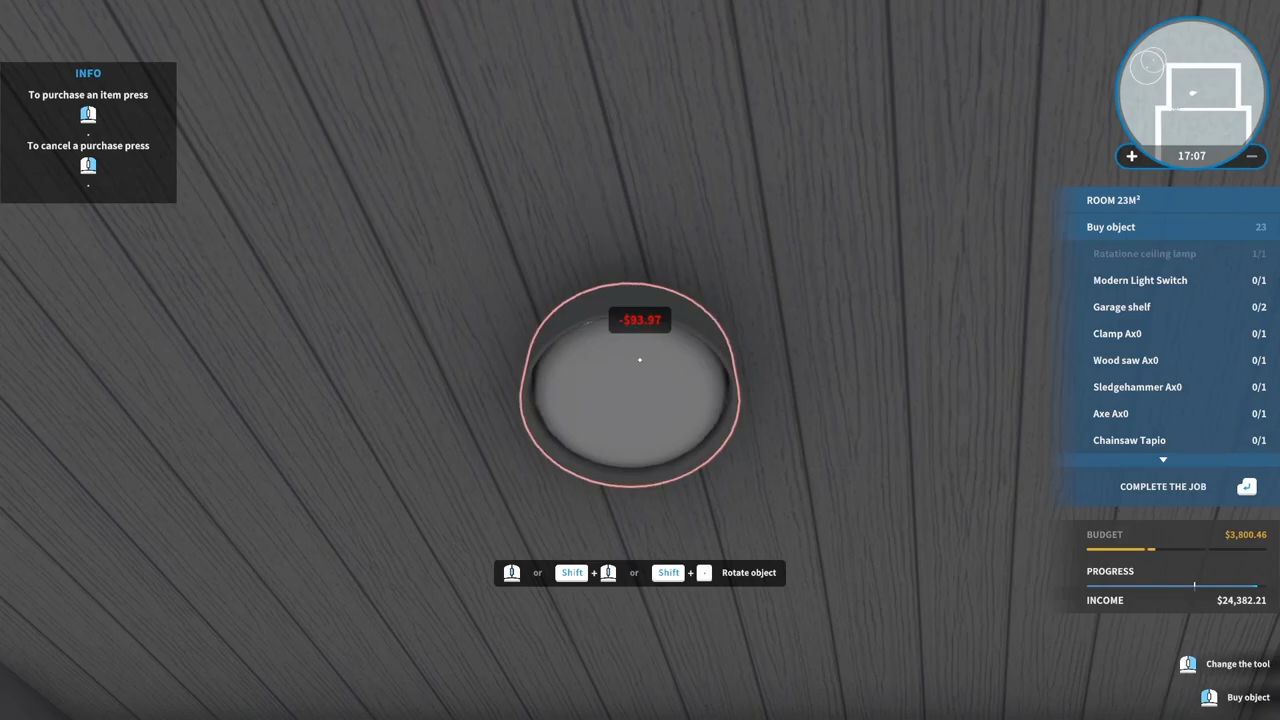 INFO
To purchase an item press
.
To cancel a purchase press
.
-$93.97
or Shift + or Shift + . Rotate object
17:07
ROOM 23M²
Buy object 23
Ratatione ceiling lamp 1/1
Modern Light Switch 0/1
Garage shelf 0/2
Clamp Ax0 0/1
Wood saw Ax0 0/1
Sledgehammer Ax0 0/1
Axe Ax0 0/1
Chainsaw Tapio 0/1
COMPLETE THE JOB
BUDGET $3,800.46
PROGRESS
INCOME $24,382.21
Change the tool
Buy object